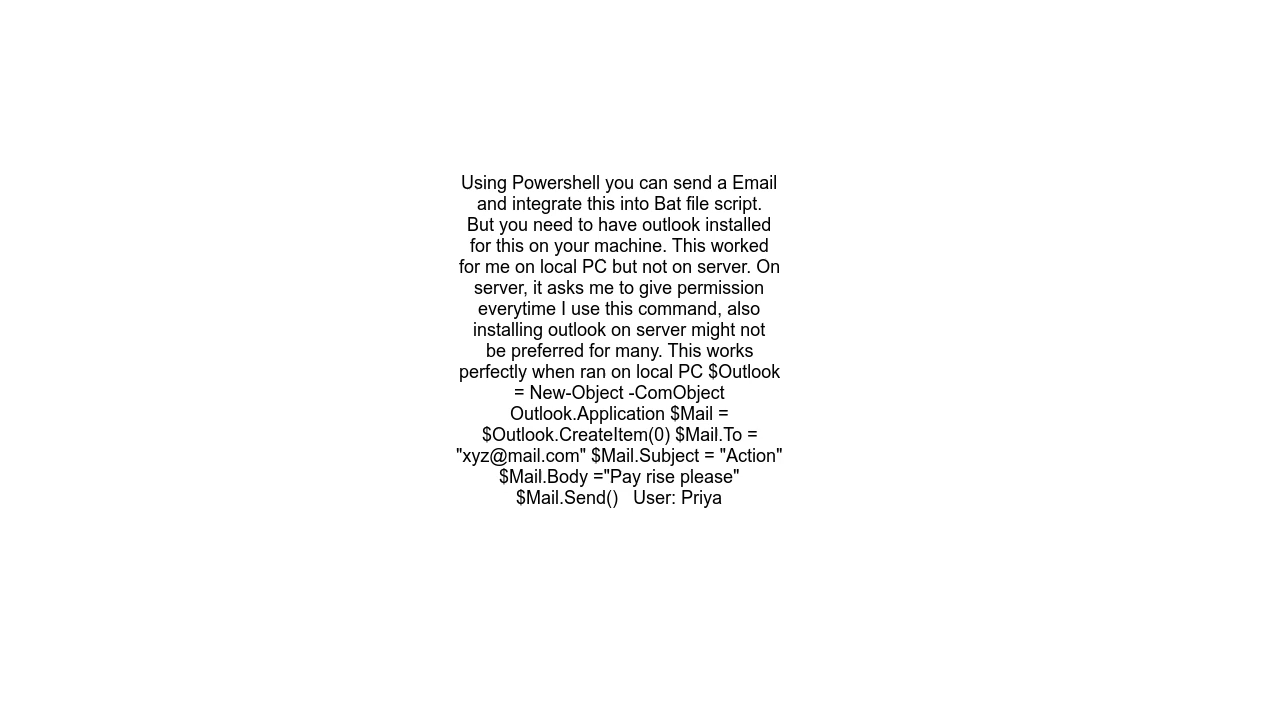 Using Powershell you can send a Email
and integrate this into Bat file script.
But you need to have outlook installed
for this on your machine. This worked
for me on local PC but not on server. On
server, it asks me to give permission
everytime I use this command, also
installing outlook on server might not
be preferred for many. This works
perfectly when ran on local PC $Outlook
= New-Object -ComObject
Outlook.Application $Mail =
$Outlook.CreateItem(0) $Mail.To =
"xyz@mail.com" $Mail.Subject = "Action"
$Mail.Body ="Pay rise please"
$Mail.Send()   User: Priya